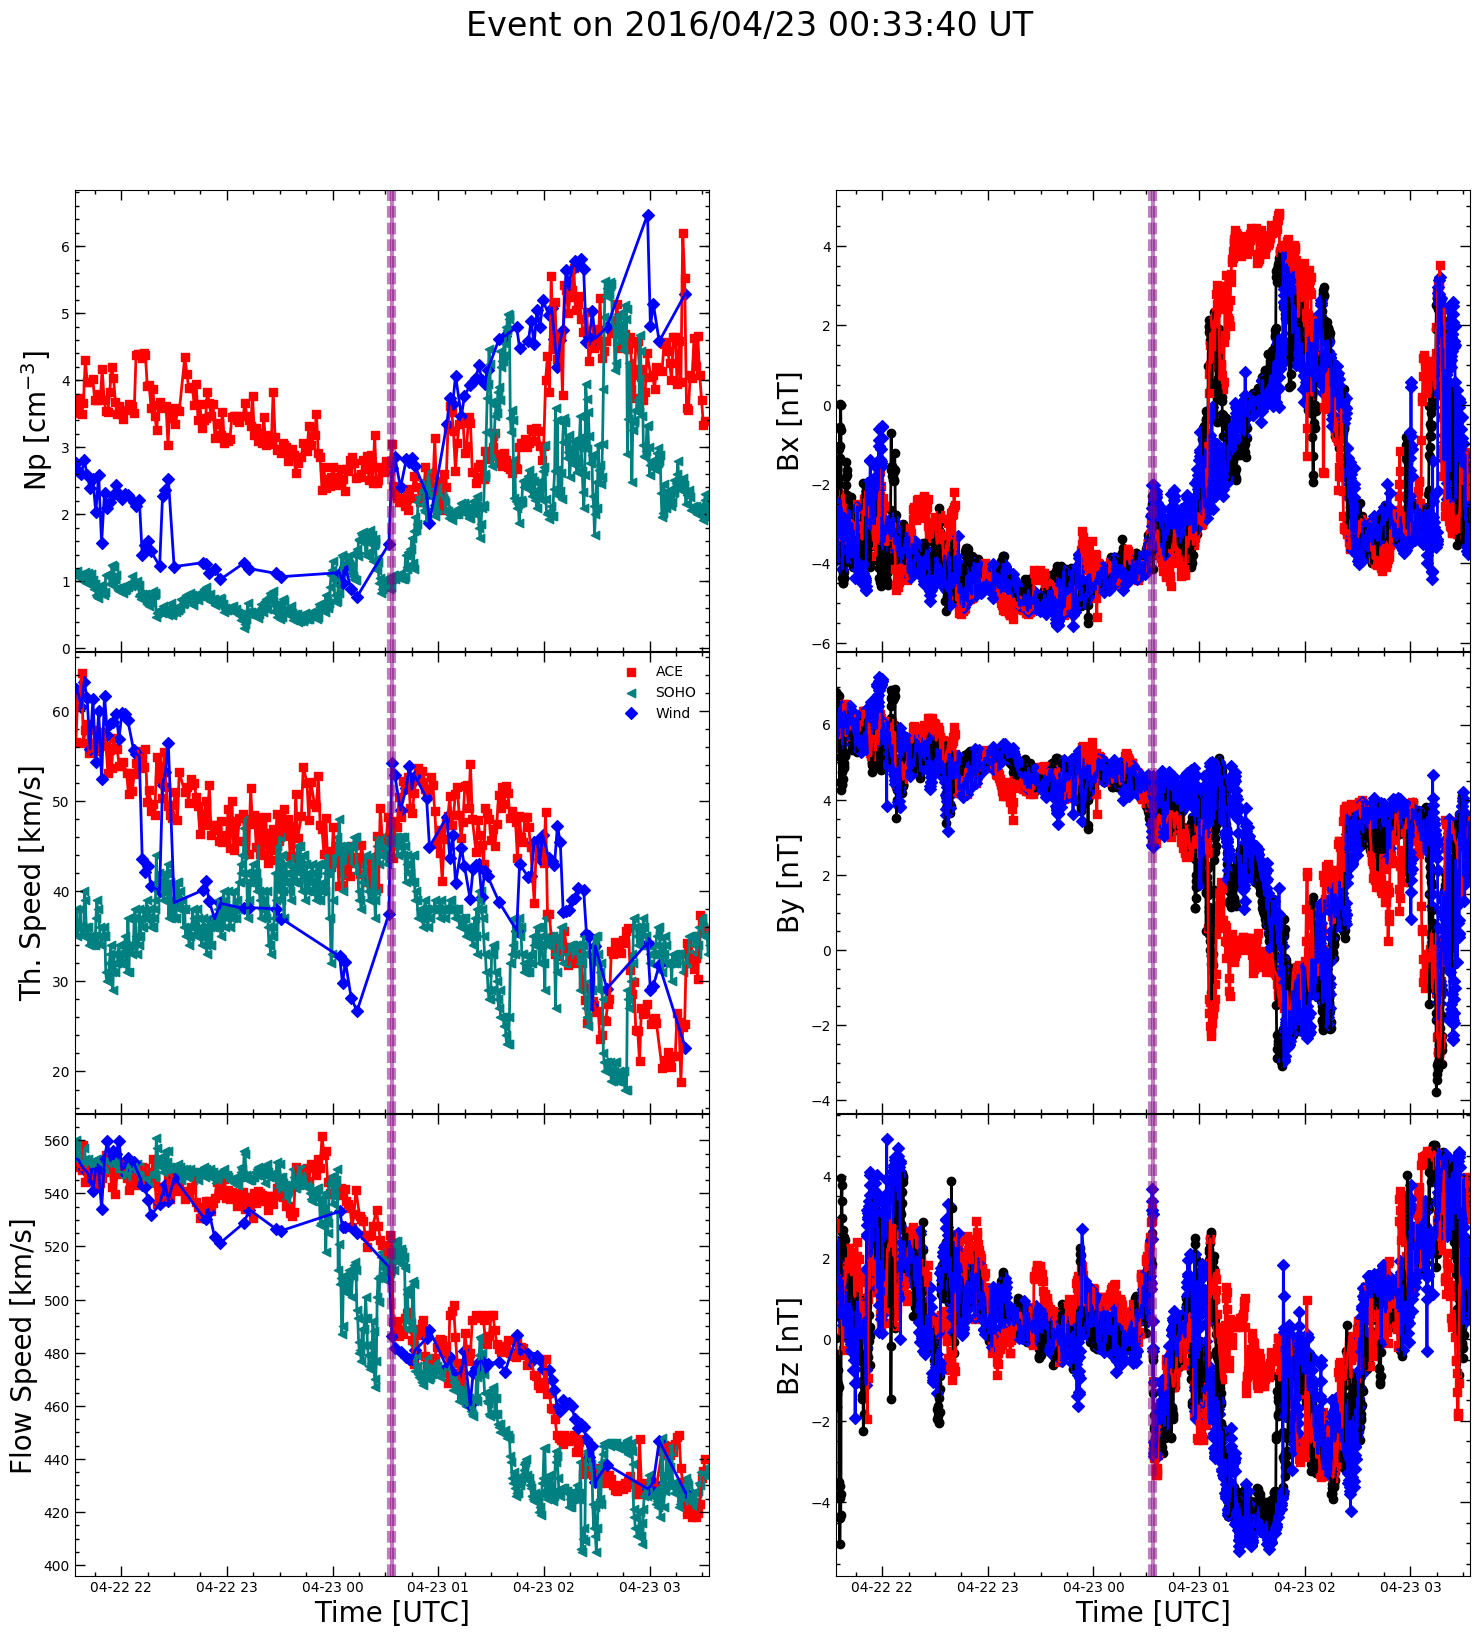 Event on 2016/04/23 00:33:40 UT
Np [cm⁻³]
6
5
4
3
2
1
0
Bx [nT]
4
2
0
−2
−4
−6
Th. Speed [km/s]
60
50
40
30
20
ACE
SOHO
Wind
By [nT]
6
4
2
0
−2
−4
Flow Speed [km/s]
560
540
520
500
480
460
440
420
400
04-22 22 04-22 23 04-23 00 04-23 01 04-23 02 04-23 03
Time [UTC]
Bz [nT]
4
2
0
−2
−4
04-22 22 04-22 23 04-23 00 04-23 01 04-23 02 04-23 03
Time [UTC]